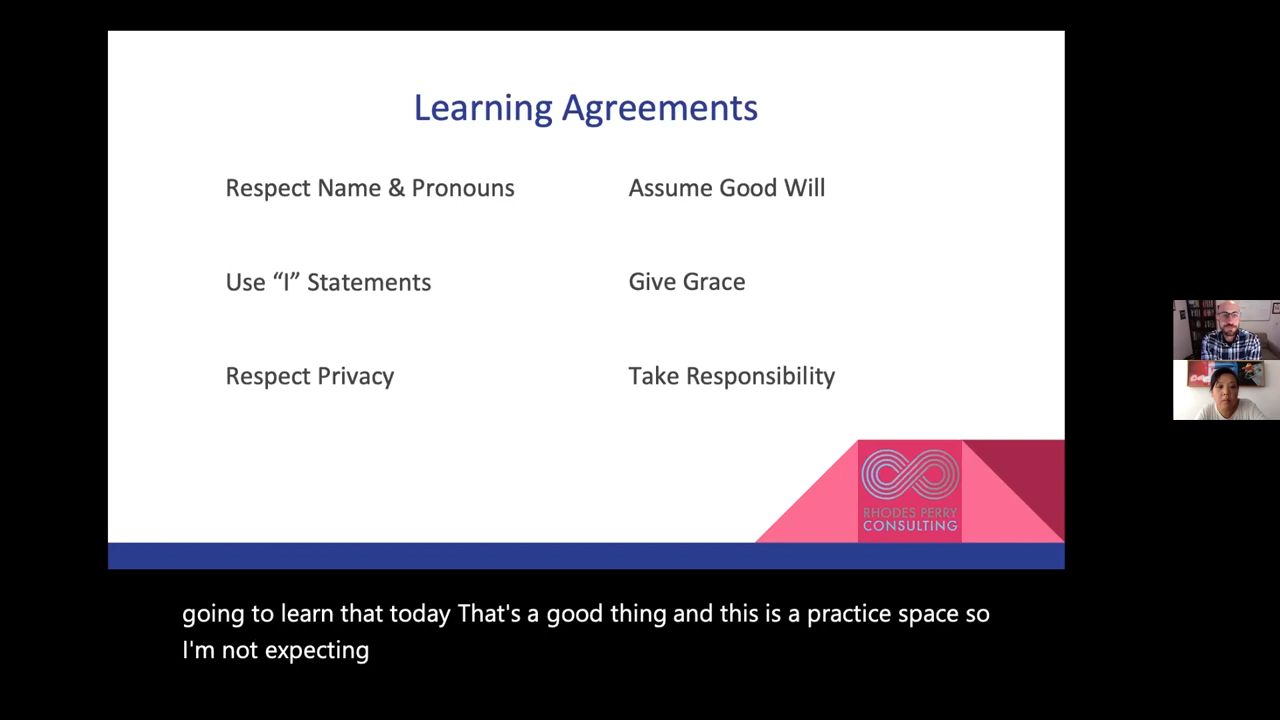 Learning Agreements
Respect Name & Pronouns
Assume Good Will
Use “I” Statements
Give Grace
Respect Privacy
Take Responsibility
RHODES PERRY
CONSULTING
going to learn that today That's a good thing and this is a practice space so
I'm not expecting